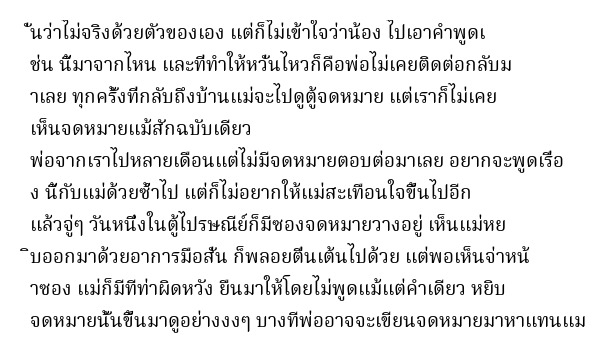 ั้นว่าไม่จริงด้วยตัวของเอง แต่ก็ไม่เข้าใจว่าน้อง ไปเอาคำพูดเ
ช่น นี้มาจากไหน และที่ทำให้หวั่นไหวก็คือพ่อไม่เคยติดต่อกลับม
าเลย ทุกครั้งที่กลับถึงบ้านแม่จะไปดูตู้จดหมาย แต่เราก็ไม่เคย
เห็นจดหมายแม้สักฉบับเดียว
พ่อจากเราไปหลายเดือนแต่ไม่มีจดหมายตอบต่อมาเลย อยากจะพูดเรื่อ
ง นี้กับแม่ด้วยซ้ำไป แต่ก็ไม่อยากให้แม่สะเทือนใจขึ้นไปอีก
แล้วจู่ๆ วันหนึ่งในตู้ไปรษณีย์ก็มีซองจดหมายวางอยู่ เห็นแม่หย
ิบออกมาด้วยอาการมือสั่น ก็พลอยตื่นเต้นไปด้วย แต่พอเห็นจ่าหน้
าซอง แม่ก็มีทีท่าผิดหวัง ยื่นมาให้โดยไม่พูดแม้แต่คำเดียว หยิบ
จดหมายนั้นขึ้นมาดูอย่างงงๆ บางทีพ่ออาจจะเขียนจดหมายมาหาแทนแม